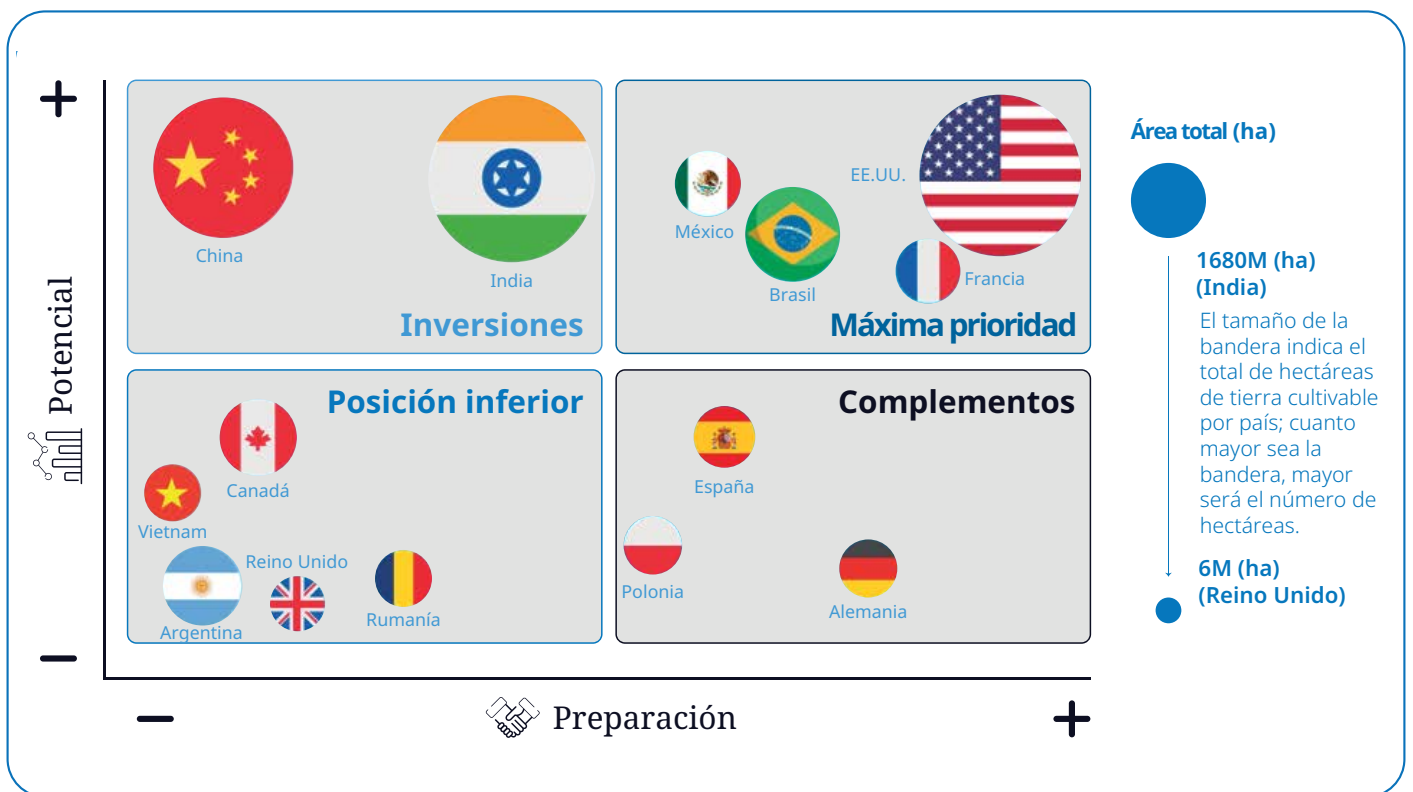 Potencial
China
India
Inversiones
México
Brasil
EE.UU.
Francia
Máxima prioridad
Posición inferior
Canadá
Vietnam
Argentina
Reino Unido
Rumanía
Complementos
España
Polonia
Alemania
Preparación
Área total (ha)
1680M (ha)
(India)
El tamaño de la
bandera indica el
total de hectáreas
de tierra cultivable
por país; cuanto
mayor sea la
bandera, mayor
será el número de
hectáreas.
6M (ha)
(Reino Unido)